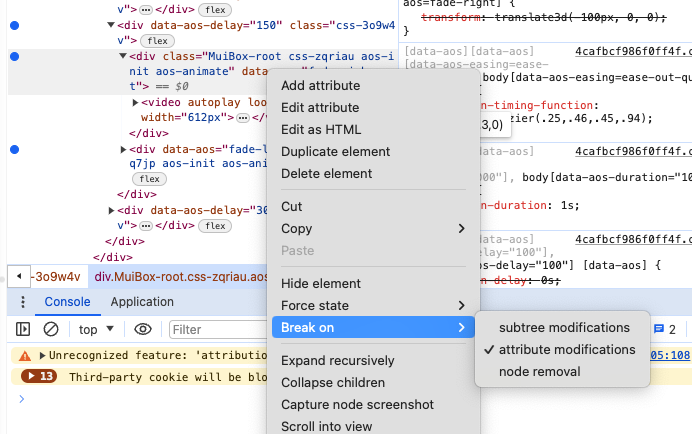 v"> flex
<div data-aos-delay="150" class="css-3o9w4
v"> flex
<div class="MuiBox-root css-zqriau aos-i
nit aos-animate" data-
t"> == $0
<video autoplay loo
width="612px">
</div>
<div data-aos="fade-l
q7jp aos-init aos-ani
flex
</div>
<div data-aos-delay="30
v"> </div> flex
</div>
</div>
-3o9w4v div.MuiBox-root.css-zqriau.aos
aos=fade-right] {
transform: translate3d(-100px, 0, 0);
}
[data-aos][data-aos] 4cafbcf986f0ff4f.c
[data-aos-easing=ease-
body[data-aos-easing=ease-out-qu
n-timing-function:
zier(.25,.46,.45,.94);
3,0)
aos] 4cafbcf986f0ff4f.c
00"], body[data-aos-duration="10
n-duration: 1s;
aos] 4cafbcf986f0ff4f.c
delay="100"],
os-delay="100"] [data-aos] {
n-delay: 0s;
Add attribute
Edit attribute
Edit as HTML
Duplicate element
Delete element
Cut
Copy
Paste
Hide element
Force state
Break on
Expand recursively
Collapse children
Capture node screenshot
Scroll into view
subtree modifications
attribute modifications
node removal
Console Application
top Filter 2
Unrecognized feature: 'attributio 05:108
13 Third-party cookie will be blo